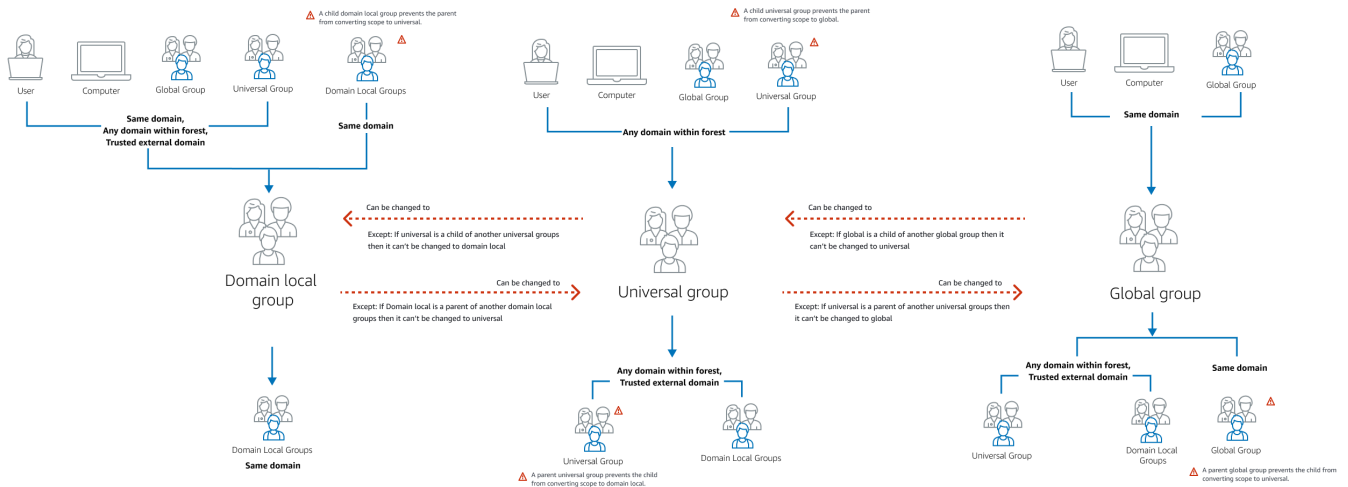 A child domain local group prevents the parent
from converting scope to universal.
User
Computer
Global Group
Universal Group
Domain Local Groups
Same domain,
Any domain within forest,
Trusted external domain
Same domain
A child universal group prevents the parent
from converting scope to global.
User
Computer
Global Group
Universal Group
Any domain within forest
User
Computer
Global Group
Same domain
Domain local
group
Can be changed to
Except: If universal is a child of another universal groups
then it can't be changed to domain local
Can be changed to
Except: If Domain local is a parent of another domain local
groups then it can't be changed to universal
Universal group
Can be changed to
Except: If global is a child of another global group then it
can't be changed to universal
Can be changed to
Except: If universal is a parent of another universal groups then
it can't be changed to global
Global group
Domain Local Groups
Same domain
Any domain within forest,
Trusted external domain
Universal Group
Domain Local Groups
A parent universal group prevents the child
from converting scope to domain local.
Any domain within forest,
Trusted external domain
Same domain
Universal Group
Domain Local
Groups
Global Group
A parent global group prevents the child from
converting scope to universal.